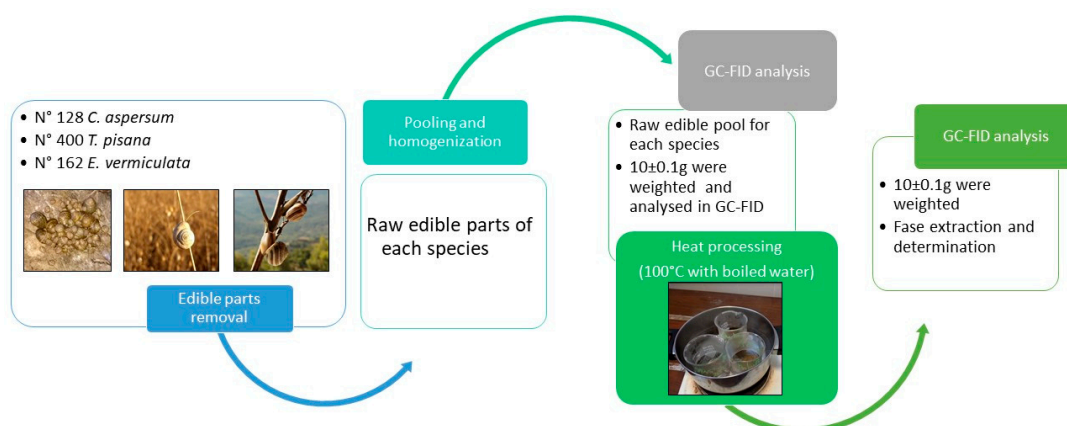 • N° 128 C. aspersum
• N° 400 T. pisana
• N° 162 E. vermiculata
Edible parts
removal
Pooling and
homogenization
Raw edible parts of
each species
GC-FID analysis
• Raw edible pool for
each species
• 10±0.1g were
weighted and
analysed in GC-FID
Heat processing
(100°C with boiled water)
GC-FID analysis
• 10±0.1g were
weighted
• Fase extraction and
determination